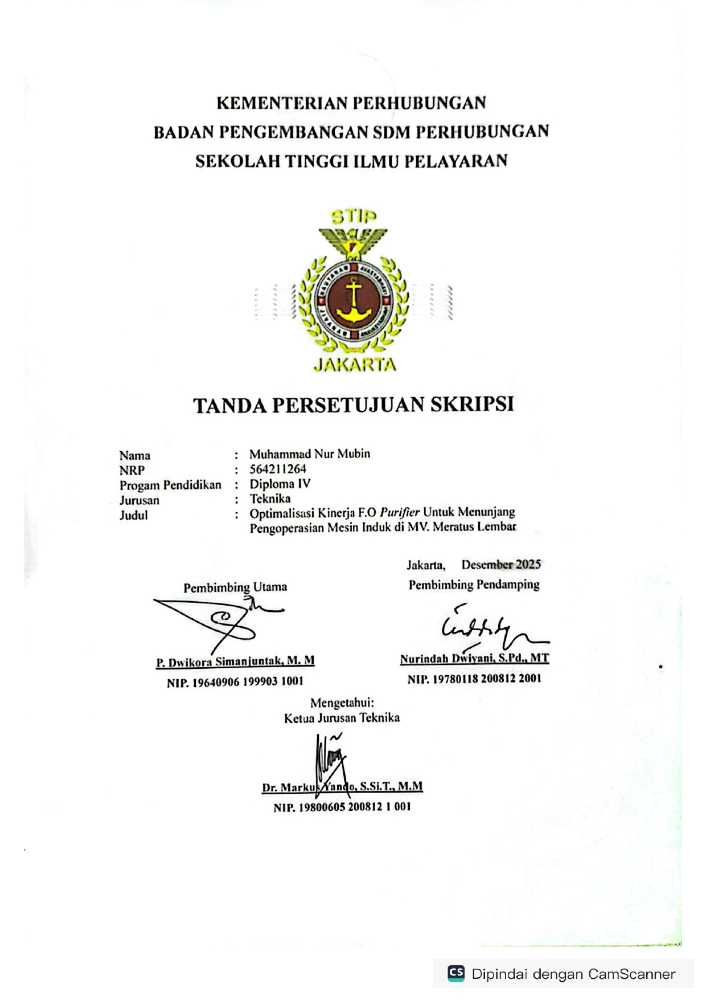 KEMENTERIAN PERHUBUNGAN
BADAN PENGEMBANGAN SDM PERHUBUNGAN
SEKOLAH TINGGI ILMU PELAYARAN
STIP
NAUYANAM AVASYABHAVI
JIVANAM ANAVASYABHAVI
JAKARTA
TANDA PERSETUJUAN SKRIPSI
Nama : Muhammad Nur Mubin
NRP : 564211264
Progam Pendidikan : Diploma IV
Jurusan : Teknika
Judul : Optimalisasi Kinerja F.O Purifier Untuk Menunjang
Pengoperasian Mesin Induk di MV. Meratus Lembar
Jakarta, Desember 2025
Pembimbing Utama Pembimbing Pendamping
P. Dwikora Simanjuntak, M. M Nurindah Dwiyani, S.Pd., MT
NIP. 19640906 199903 1001 NIP. 19780118 200812 2001
Mengetahui:
Ketua Jurusan Teknika
Dr. Markus Yando, S.Si.T., M.M
NIP. 19800605 200812 1 001
CS Dipindai dengan CamScanner